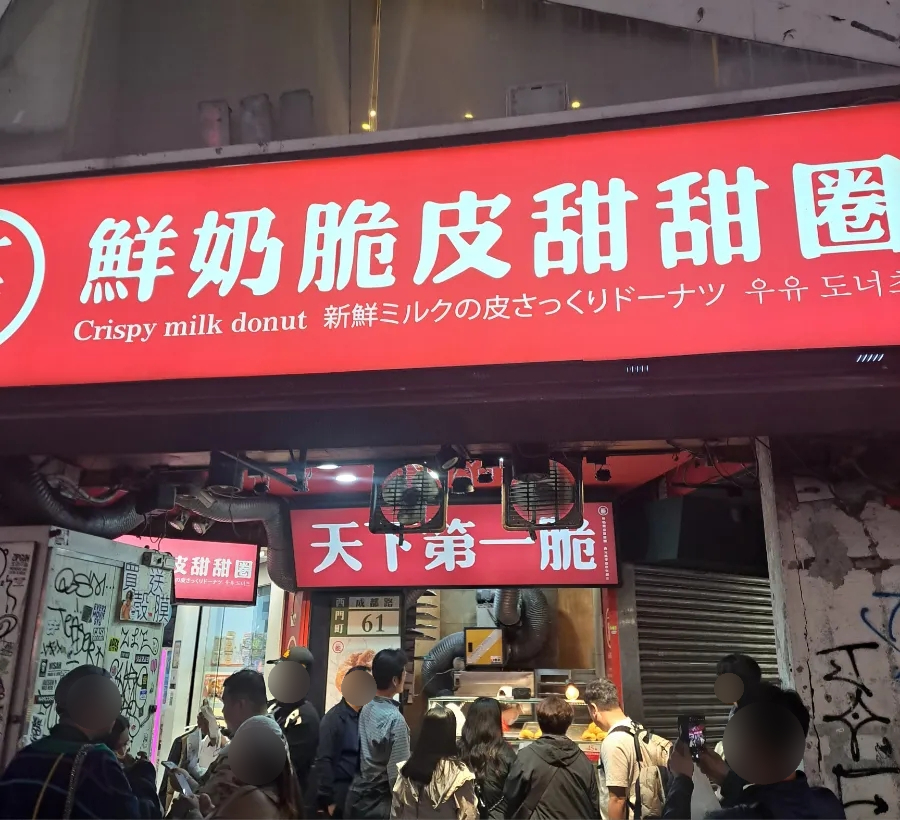 鮮奶脆皮甜甜圈
Crispy milk donut 新鮮ミルクの皮さっくりドーナツ 우유 도너츠
天下第一脆
皮甜甜圈
西門町
成都路
61